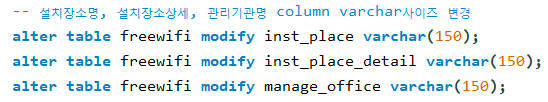 -- 설치장소명, 설치장소상세, 관리기관명 column varchar사이즈 변경
alter table freewifi modify inst_place varchar(150);
alter table freewifi modify inst_place_detail varchar(150);
alter table freewifi modify manage_office varchar(150);